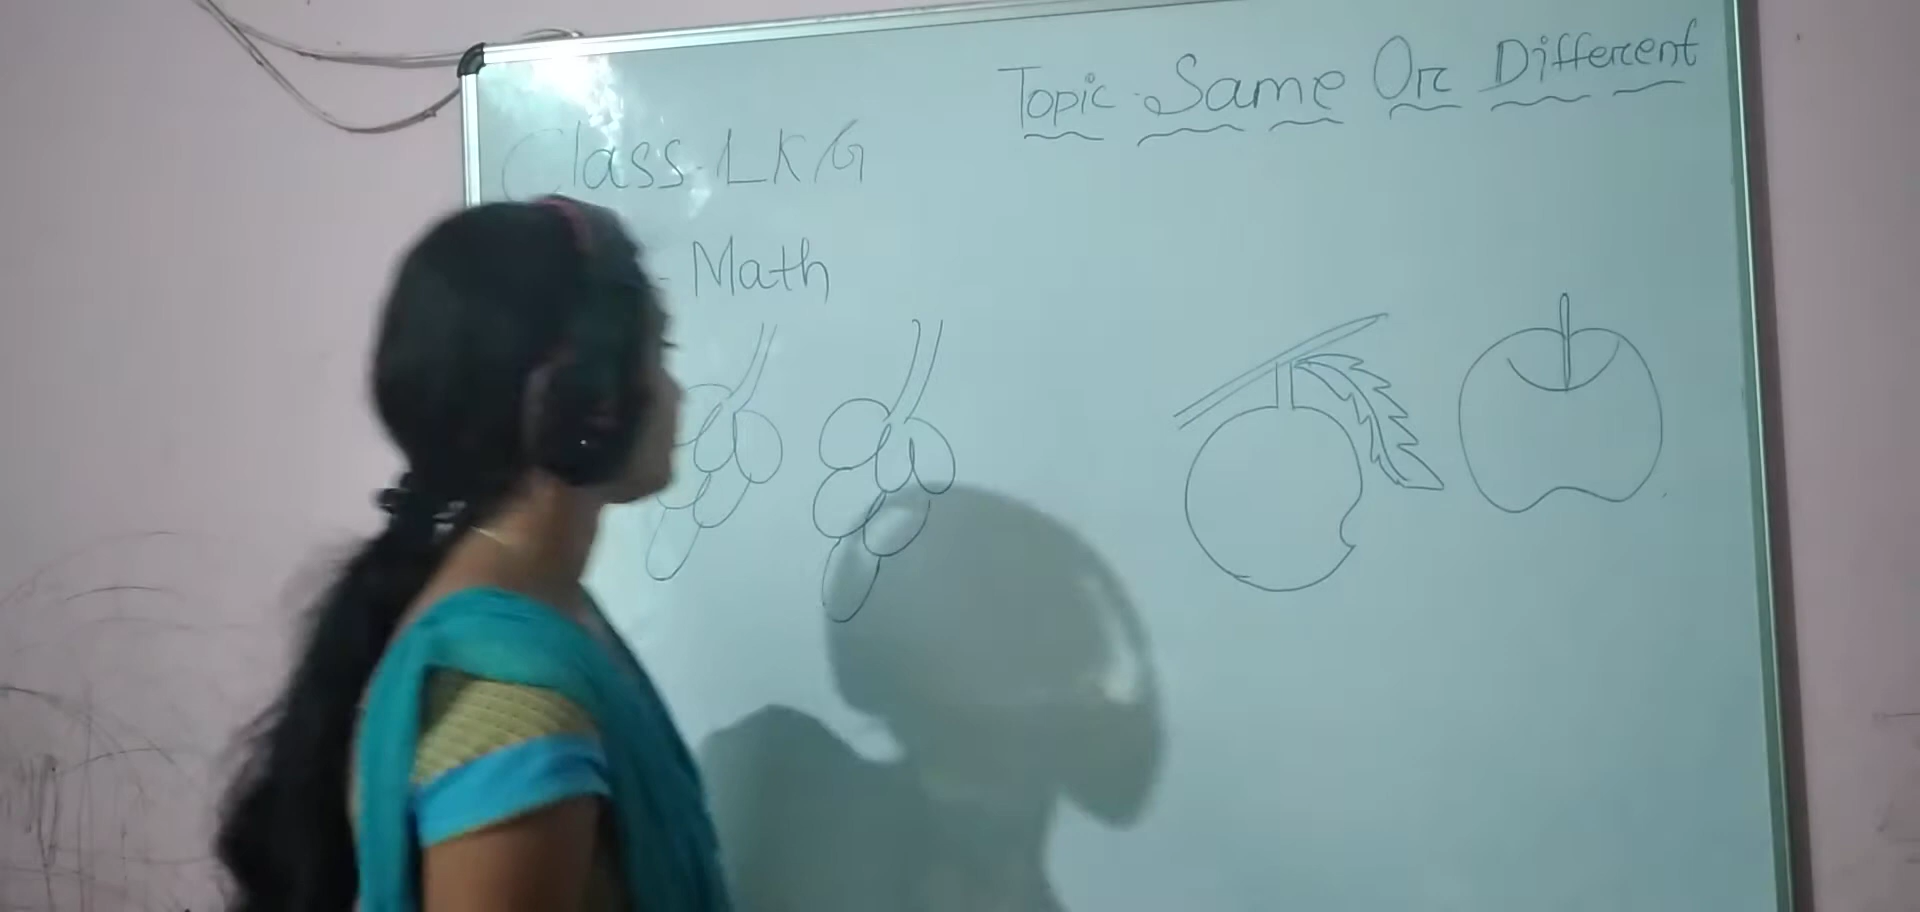 Topic - Same Or Different
Class - LKG
- Math